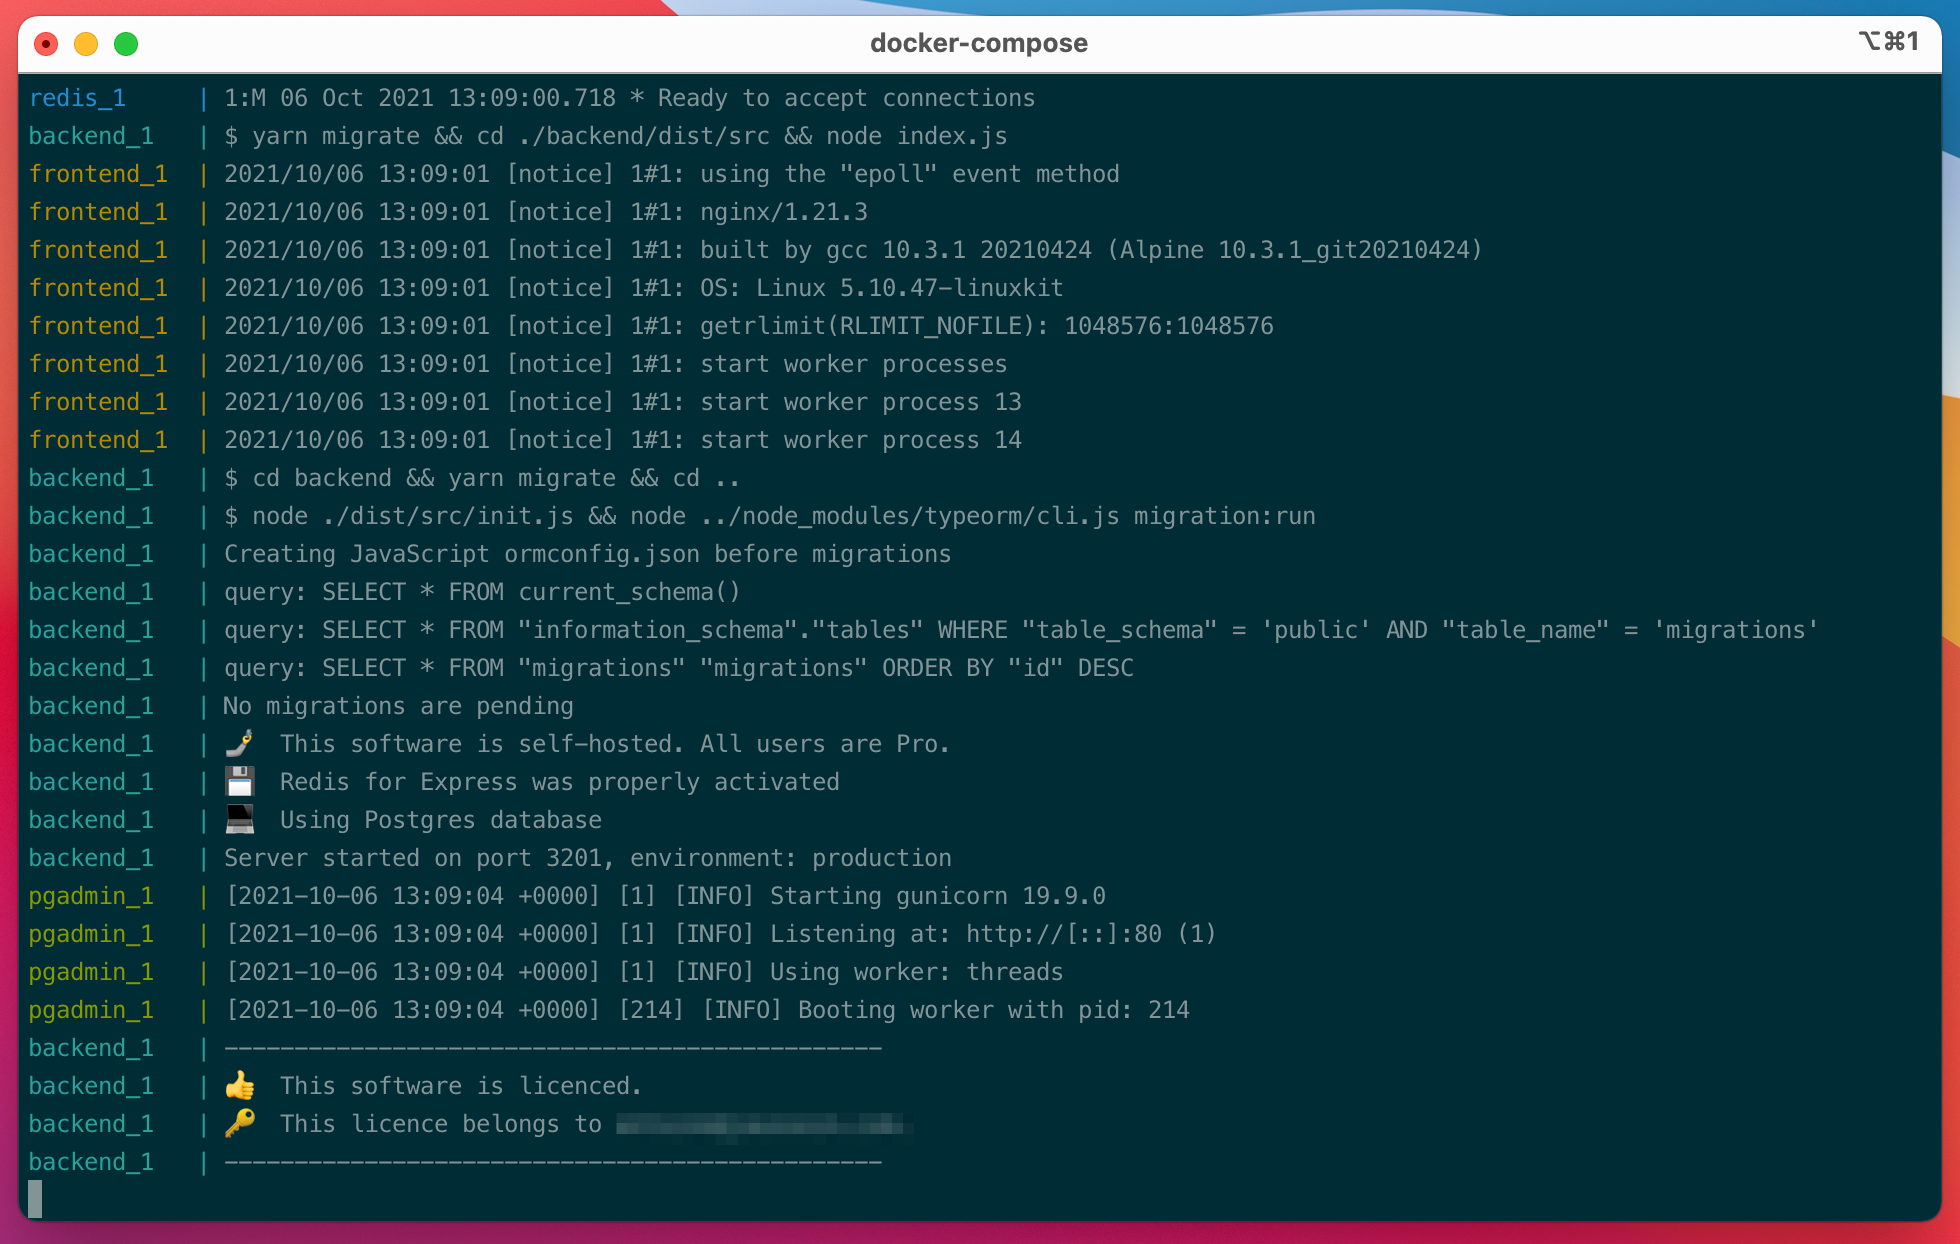 docker-compose
⌥⌘1
redis_1     | 1:M 06 Oct 2021 13:09:00.718 * Ready to accept connections
backend_1   | $ yarn migrate && cd ./backend/dist/src && node index.js
frontend_1  | 2021/10/06 13:09:01 [notice] 1#1: using the "epoll" event method
frontend_1  | 2021/10/06 13:09:01 [notice] 1#1: nginx/1.21.3
frontend_1  | 2021/10/06 13:09:01 [notice] 1#1: built by gcc 10.3.1 20210424 (Alpine 10.3.1_git20210424)
frontend_1  | 2021/10/06 13:09:01 [notice] 1#1: OS: Linux 5.10.47-linuxkit
frontend_1  | 2021/10/06 13:09:01 [notice] 1#1: getrlimit(RLIMIT_NOFILE): 1048576:1048576
frontend_1  | 2021/10/06 13:09:01 [notice] 1#1: start worker processes
frontend_1  | 2021/10/06 13:09:01 [notice] 1#1: start worker process 13
frontend_1  | 2021/10/06 13:09:01 [notice] 1#1: start worker process 14
backend_1   | $ cd backend && yarn migrate && cd ..
backend_1   | $ node ./dist/src/init.js && node ../node_modules/typeorm/cli.js migration:run
backend_1   | Creating JavaScript ormconfig.json before migrations
backend_1   | query: SELECT * FROM current_schema()
backend_1   | query: SELECT * FROM "information_schema"."tables" WHERE "table_schema" = 'public' AND "table_name" = 'migrations'
backend_1   | query: SELECT * FROM "migrations" "migrations" ORDER BY "id" DESC
backend_1   | No migrations are pending
backend_1   | 🤳  This software is self-hosted. All users are Pro.
backend_1   | 💾  Redis for Express was properly activated
backend_1   | 💻  Using Postgres database
backend_1   | Server started on port 3201, environment: production
pgadmin_1   | [2021-10-06 13:09:04 +0000] [1] [INFO] Starting gunicorn 19.9.0
pgadmin_1   | [2021-10-06 13:09:04 +0000] [1] [INFO] Listening at: http://[::]:80 (1)
pgadmin_1   | [2021-10-06 13:09:04 +0000] [1] [INFO] Using worker: threads
pgadmin_1   | [2021-10-06 13:09:04 +0000] [214] [INFO] Booting worker with pid: 214
backend_1   | -----------------------------------------------
backend_1   | 👍  This software is licenced.
backend_1   | 🔑  This licence belongs to
backend_1   | -----------------------------------------------